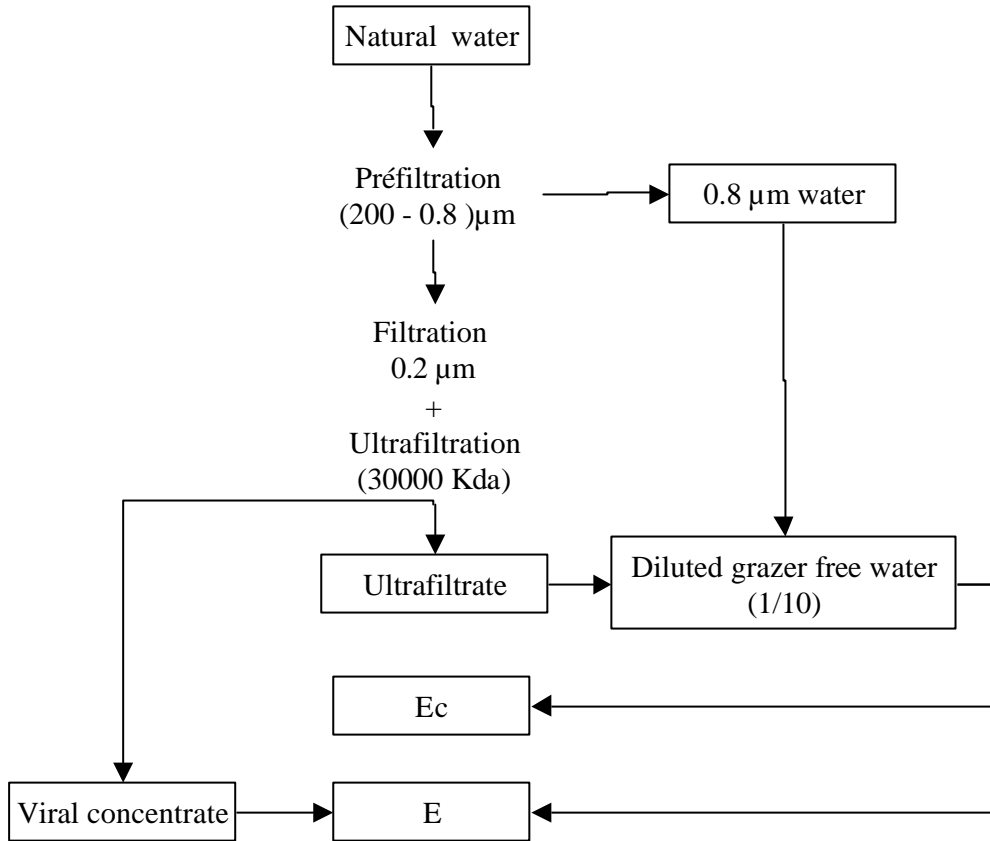 Natural water
Préfiltration
(200 - 0.8 )µm
0.8 µm water
Filtration
0.2 µm
+
Ultrafiltration
(30000 Kda)
Ultrafiltrate
Diluted grazer free water
(1/10)
Ec
Viral concentrate
E